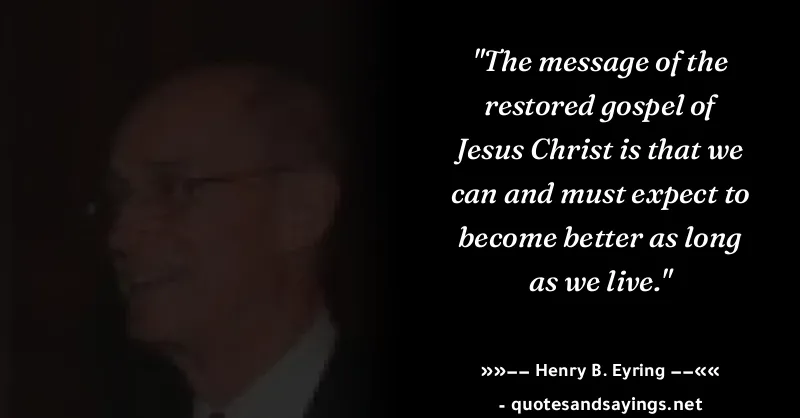 "The message of the
restored gospel of
Jesus Christ is that we
can and must expect to
become better as long
as we live."
»»−− Henry B. Eyring −−««
- quotesandsayings.net